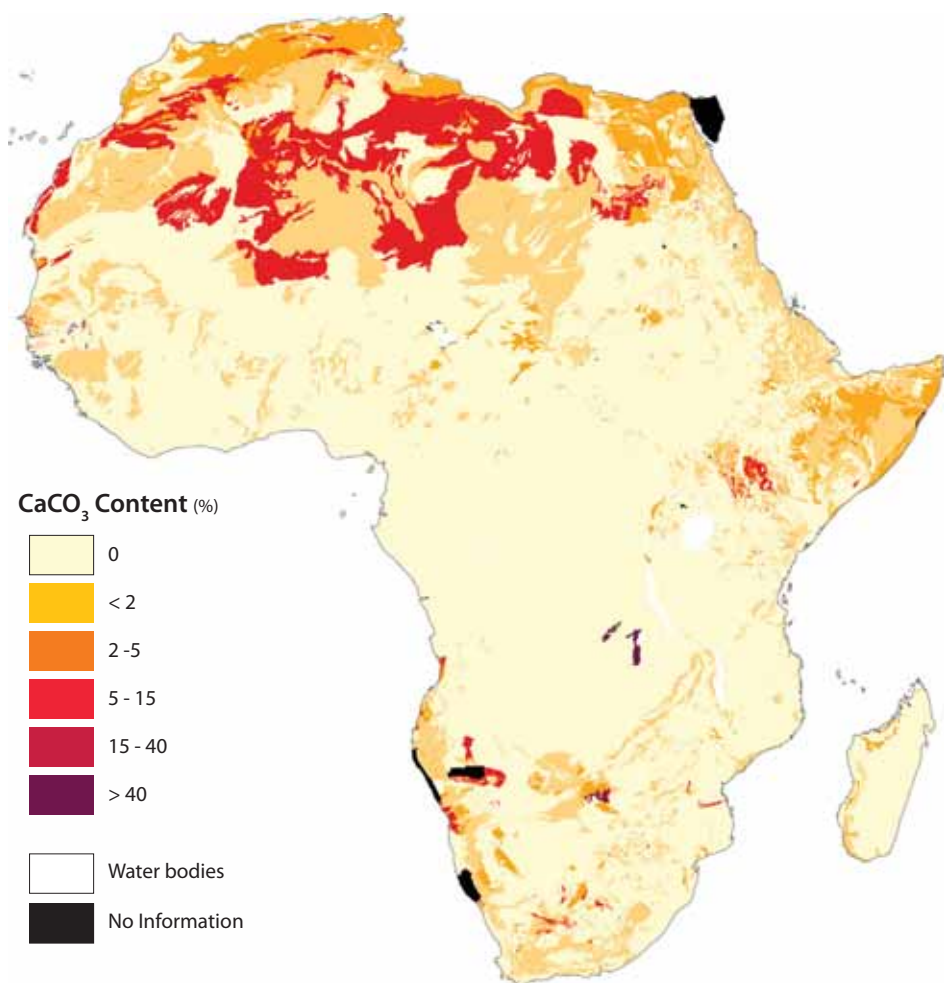 CaCO₃ Content (%)
0
< 2
2 -5
5 - 15
15 - 40
> 40
Water bodies
No Information